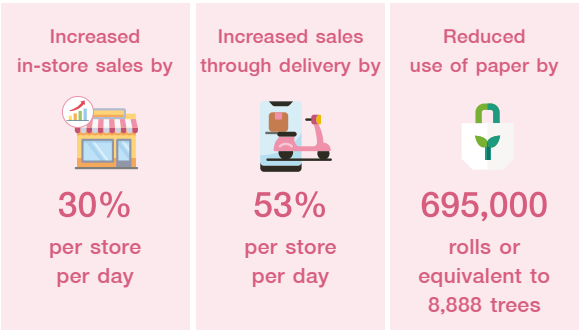 Increased
in-store sales by
30%
per store
per day
Increased sales
through delivery by
53%
per store
per day
Reduced
use of paper by
695,000
rolls or
equivalent to
8,888 trees